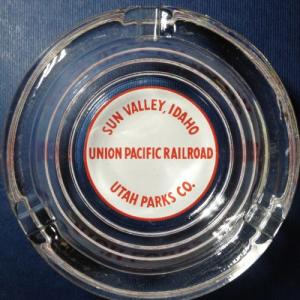 SUN VALLEY, IDAHO
UNION PACIFIC RAILROAD
UTAH PARKS CO.